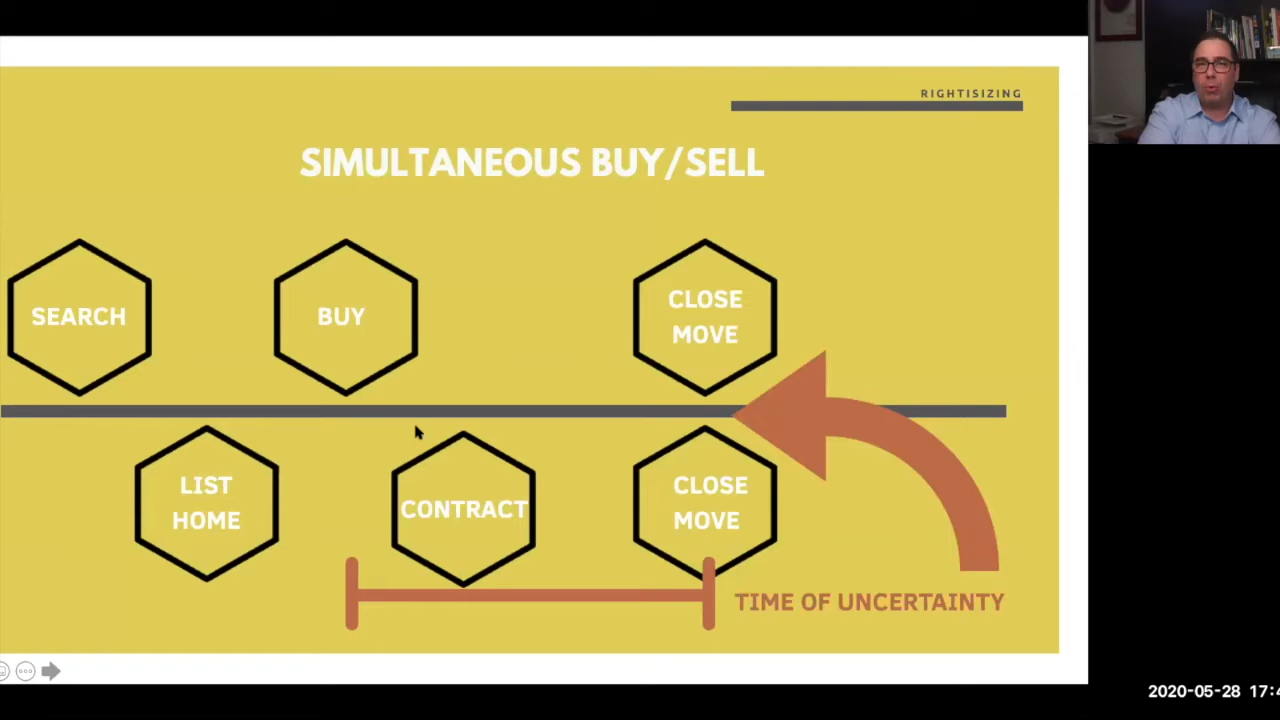 RIGHTISIZING
SIMULTANEOUS BUY/SELL
SEARCH
BUY
CLOSE
MOVE
LIST
HOME
CONTRACT
CLOSE
MOVE
TIME OF UNCERTAINTY
2020-05-28 17:4